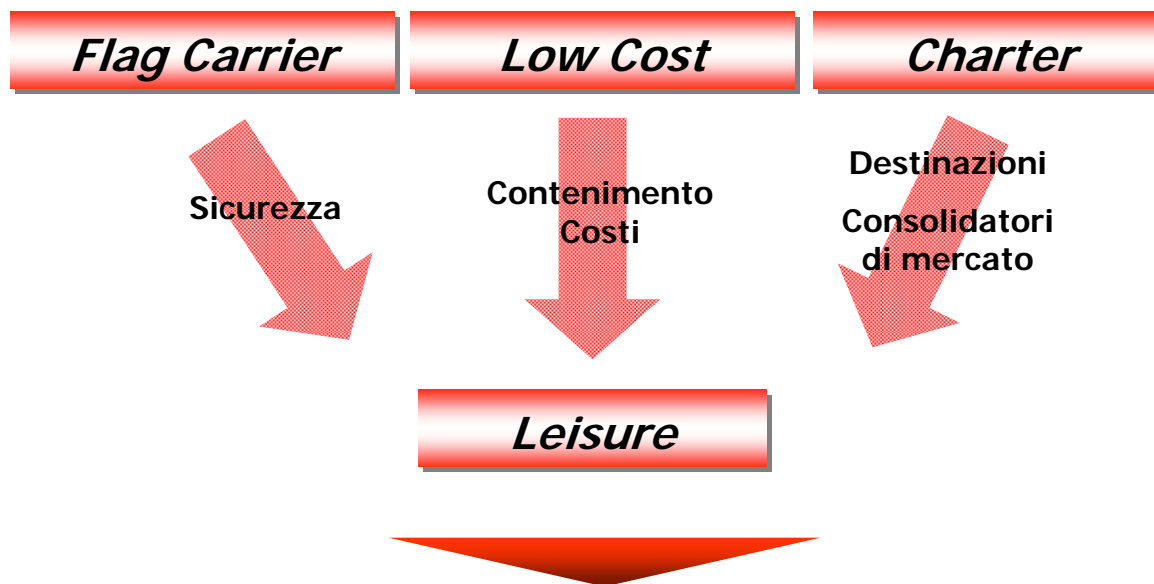 Flag Carrier
Low Cost
Charter
Sicurezza
Contenimento
Costi
Destinazioni
Consolidatori
di mercato
Leisure